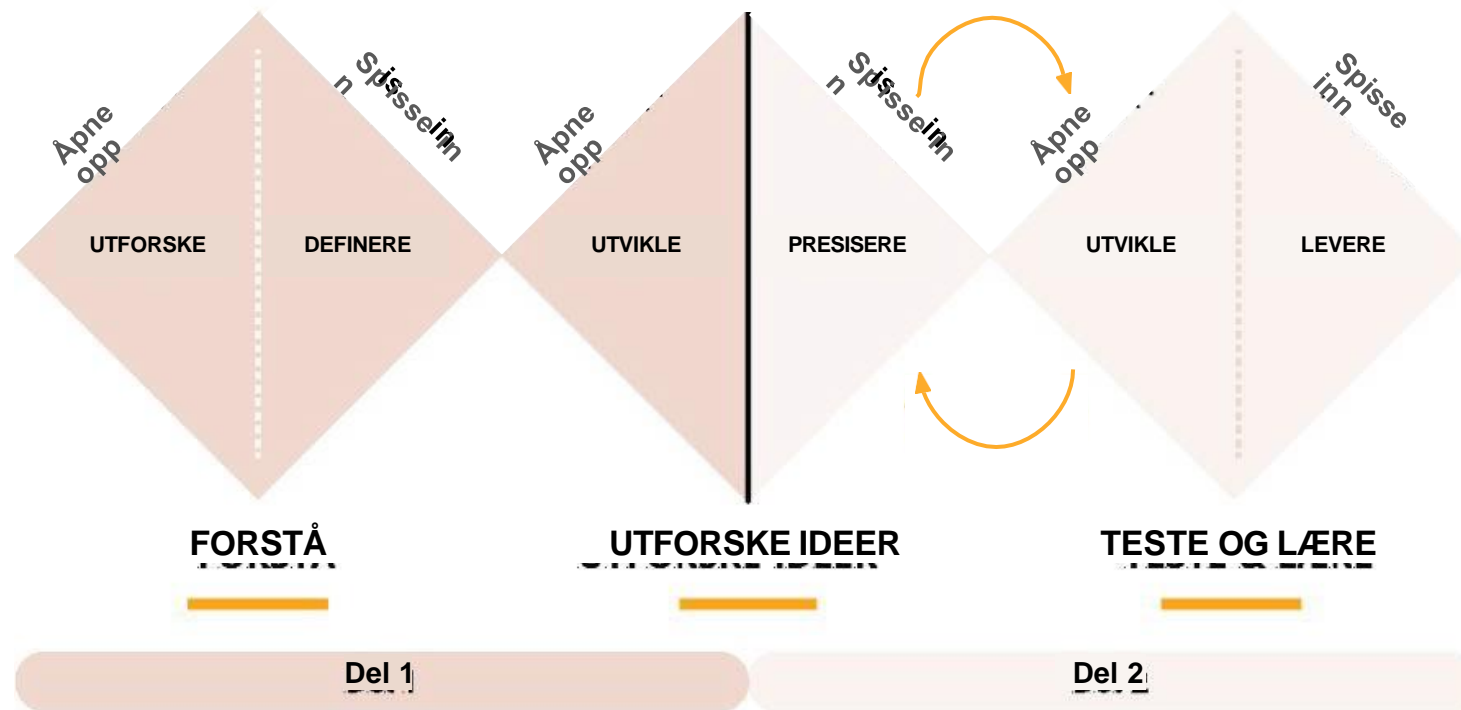 Åpne
opp
Spisse
inn
Åpne
opp
Spisse
inn
Åpne
opp
Spisse
inn
UTFORSKE
DEFINERE
UTVIKLE
PRESISERE
UTVIKLE
LEVERE
FORSTÅ
UTFORSKE IDEER
TESTE OG LÆRE
Del 1
Del 2